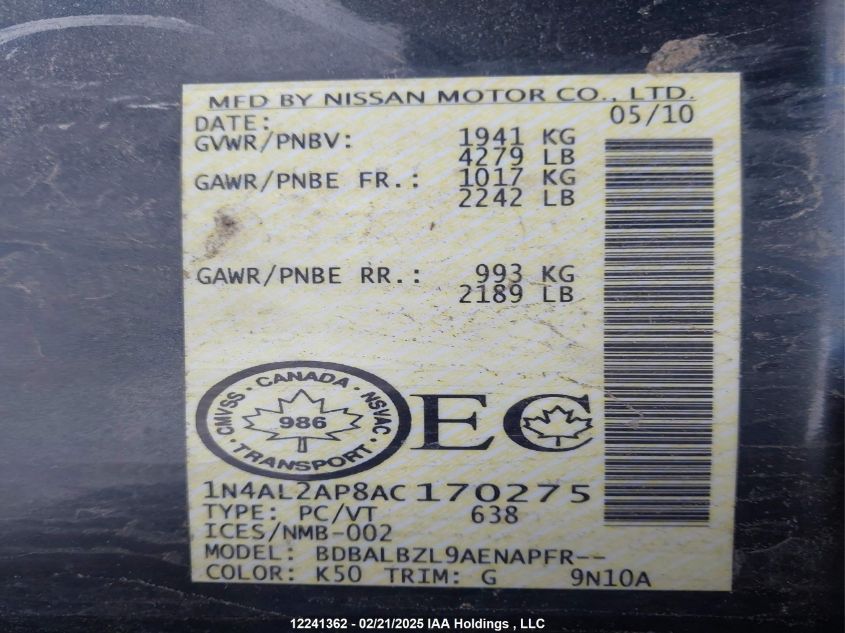 MFD BY NISSAN MOTOR CO., LTD.
DATE: 05/10
GVWR/PNBV: 1941 KG
4279 LB
GAWR/PNBE FR.: 1017 KG
2242 LB
GAWR/PNBE RR.: 993 KG
2189 LB
CANADA
CMVSS · NSVAC
986
TRANSPORT
EC
1N4AL2AP8AC170275
TYPE: PC/VT 638
ICES/NMB-002
MODEL: BDBALBZL9AENAPFR--
COLOR: K50 TRIM: G 9N10A
12241362 - 02/21/2025 IAA Holdings , LLC